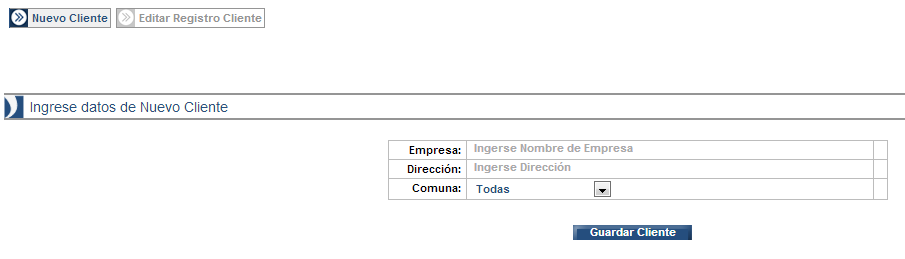 Nuevo Cliente Editar Registro Cliente
Ingrese datos de Nuevo Cliente
Empresa: Ingerse Nombre de Empresa
Dirección: Ingerse Dirección
Comuna: Todas
Guardar Cliente